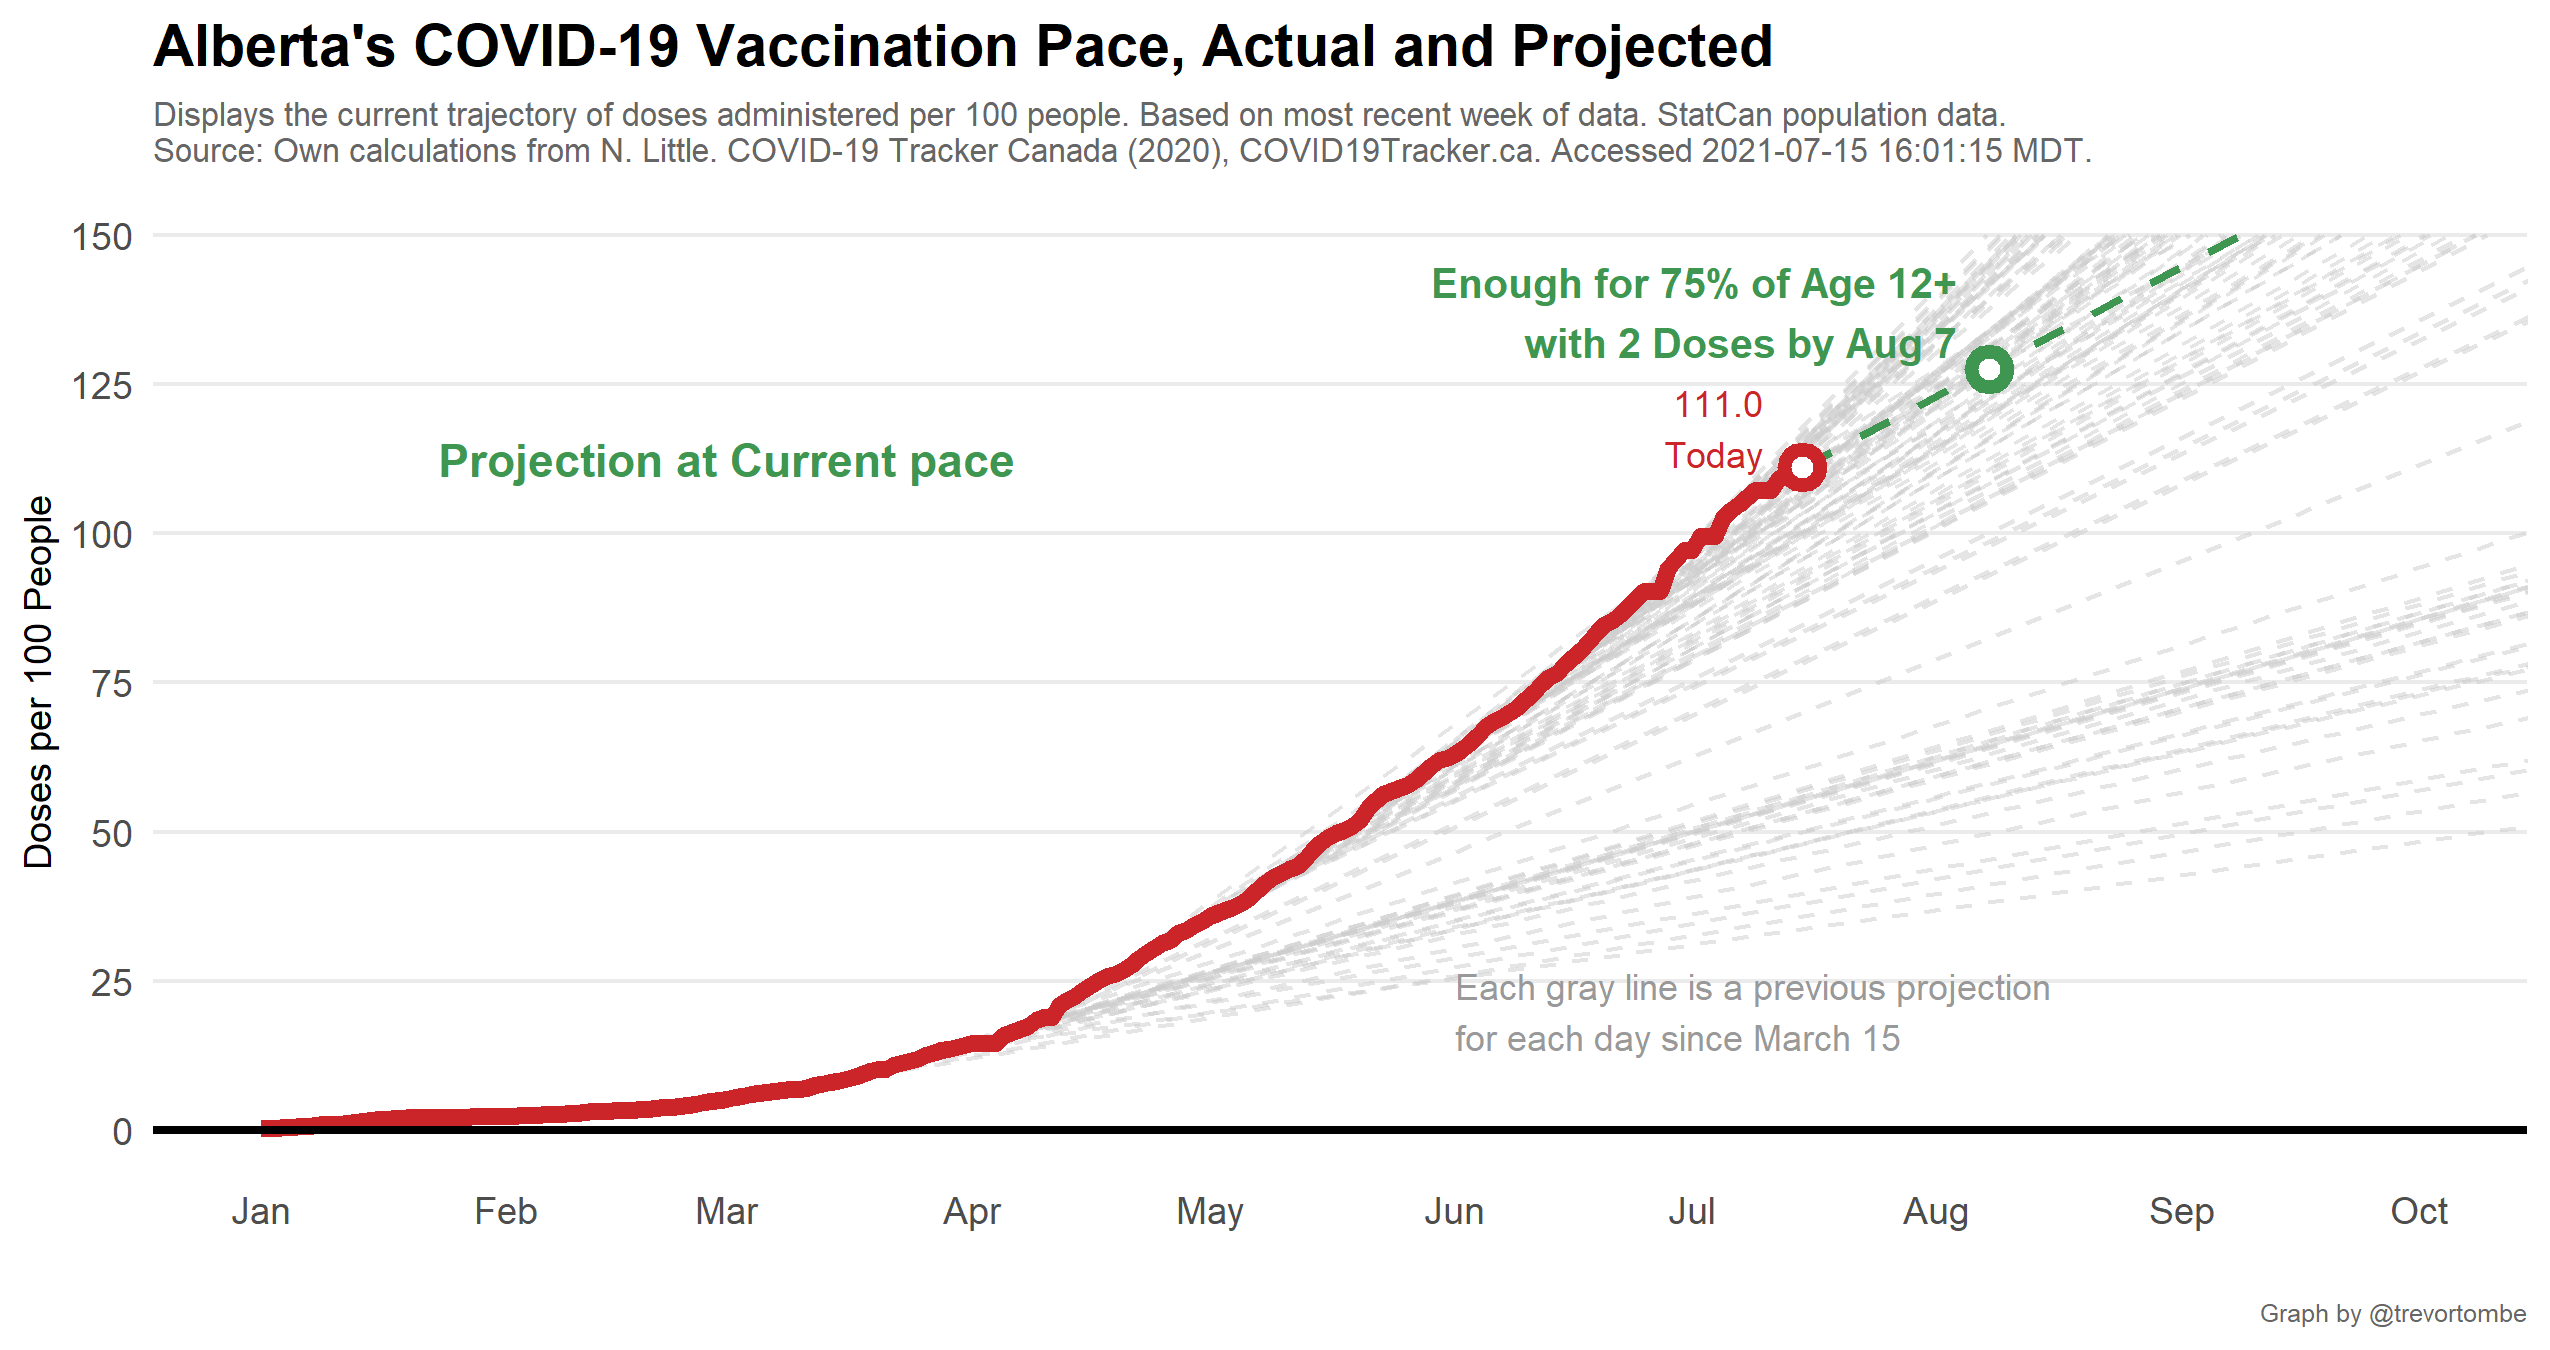 Alberta's COVID-19 Vaccination Pace, Actual and Projected
Displays the current trajectory of doses administered per 100 people. Based on most recent week of data. StatCan population data.
Source: Own calculations from N. Little. COVID-19 Tracker Canada (2020), COVID19Tracker.ca. Accessed 2021-07-15 16:01:15 MDT.
Doses per 100 People
150
125
100
75
50
25
0
Enough for 75% of Age 12+
with 2 Doses by Aug 7
111.0
Today
Projection at Current pace
Each gray line is a previous projection
for each day since March 15
Jan Feb Mar Apr May Jun Jul Aug Sep Oct
Graph by @trevortombe